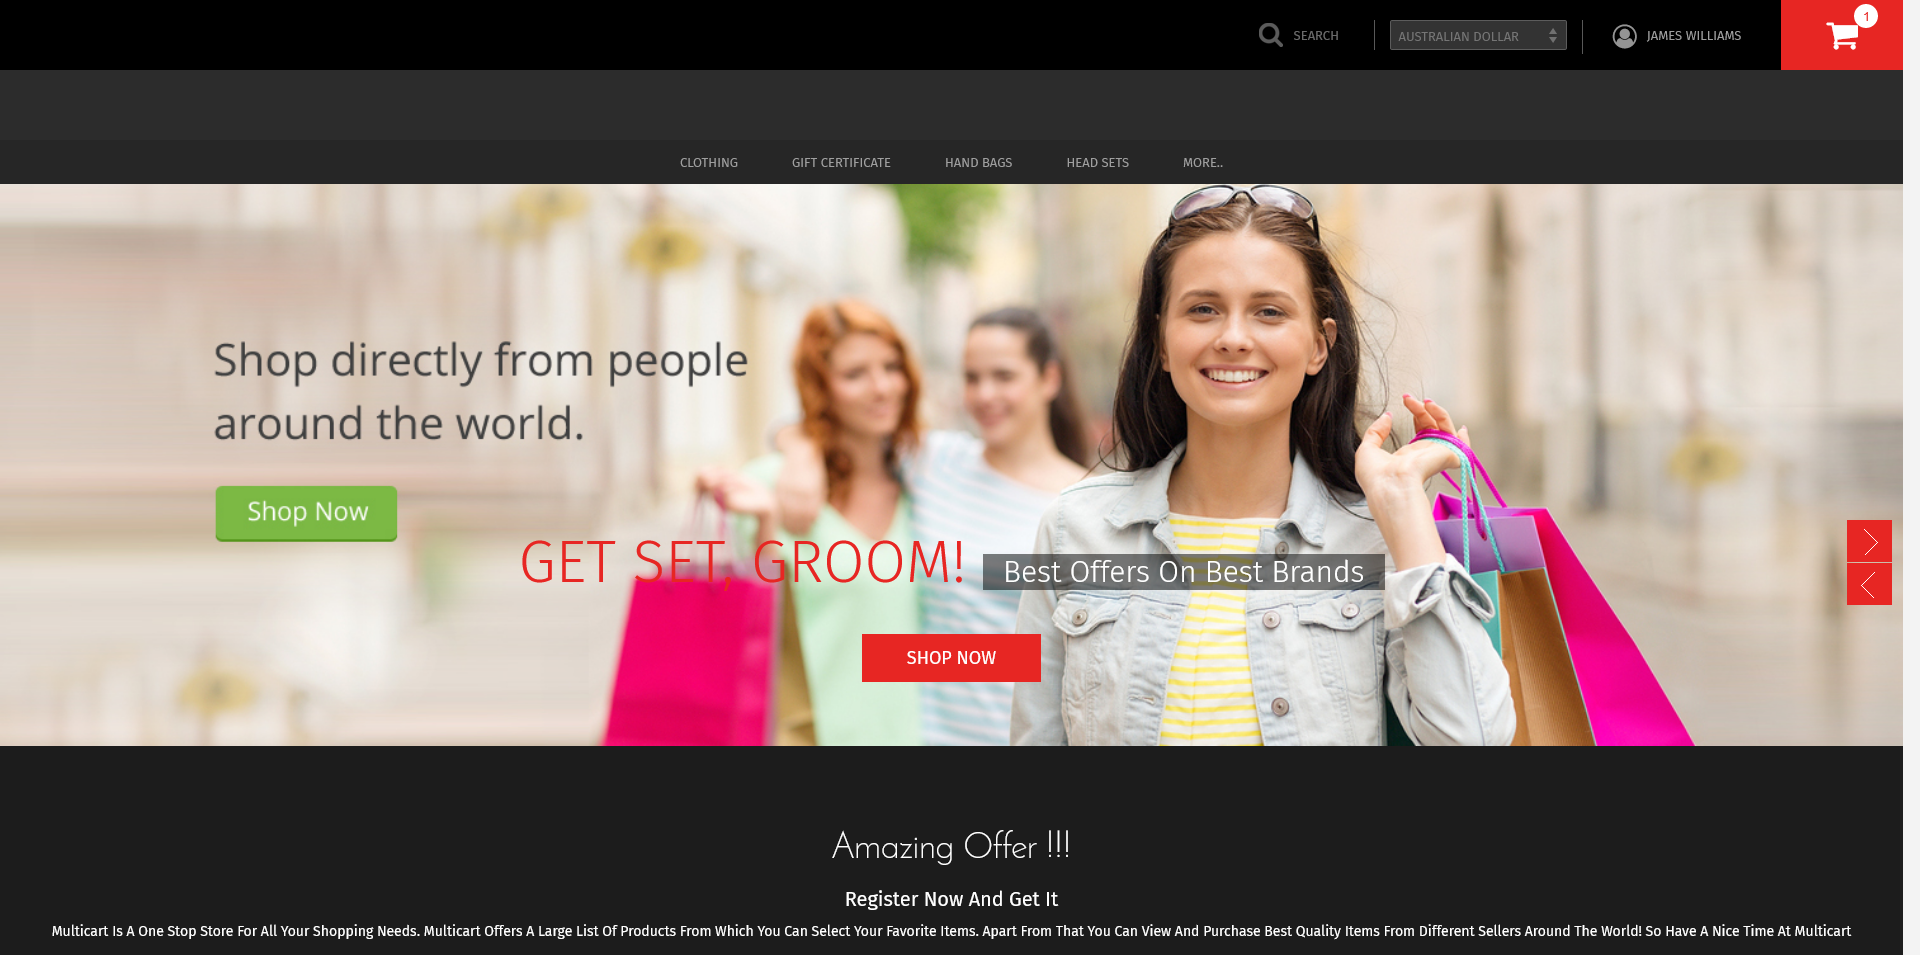 SEARCH
AUSTRALIAN DOLLAR
JAMES WILLIAMS
1
CLOTHING
GIFT CERTIFICATE
HAND BAGS
HEAD SETS
MORE..
Shop directly from people
around the world.
Shop Now
GET SET, GROOM!
Best Offers On Best Brands
SHOP NOW
Amazing Offer !!!
Register Now And Get It
Multicart Is A One Stop Store For All Your Shopping Needs. Multicart Offers A Large List Of Products From Which You Can Select Your Favorite Items. Apart From That You Can View And Purchase Best Quality Items From Different Sellers Around The World! So Have A Nice Time At Multicart